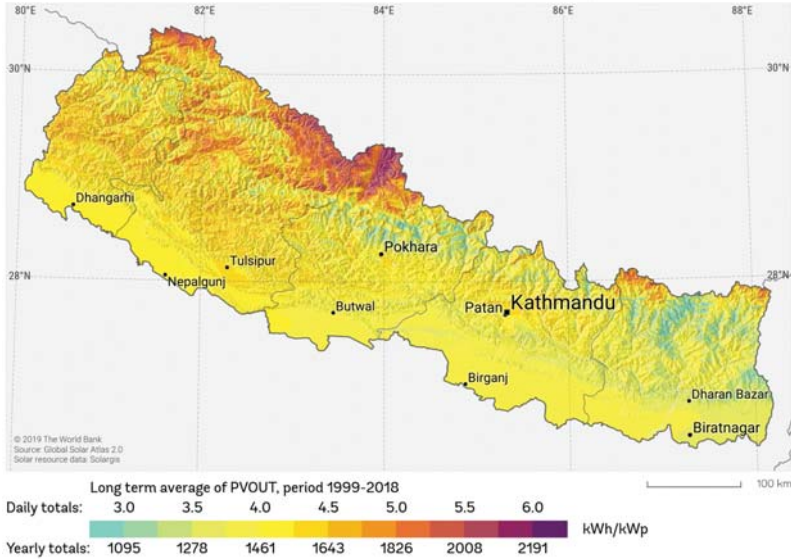 80°E 82°E 84°E 86°E 88°E
30°N 30°N
Dhangarhi
Pokhara
Tulsipur
28°N 28°N
Nepalgunj
Kathmandu
Butwal Patan
Birganj
Dharan Bazar
Biratnagar
© 2019 The World Bank
Source: Global Solar Atlas 2.0
Solar resource data: Solargis
100 km
Long term average of PVOUT, period 1999-2018
Daily totals: 3.0 3.5 4.0 4.5 5.0 5.5 6.0
kWh/kWp
Yearly totals: 1095 1278 1461 1643 1826 2008 2191